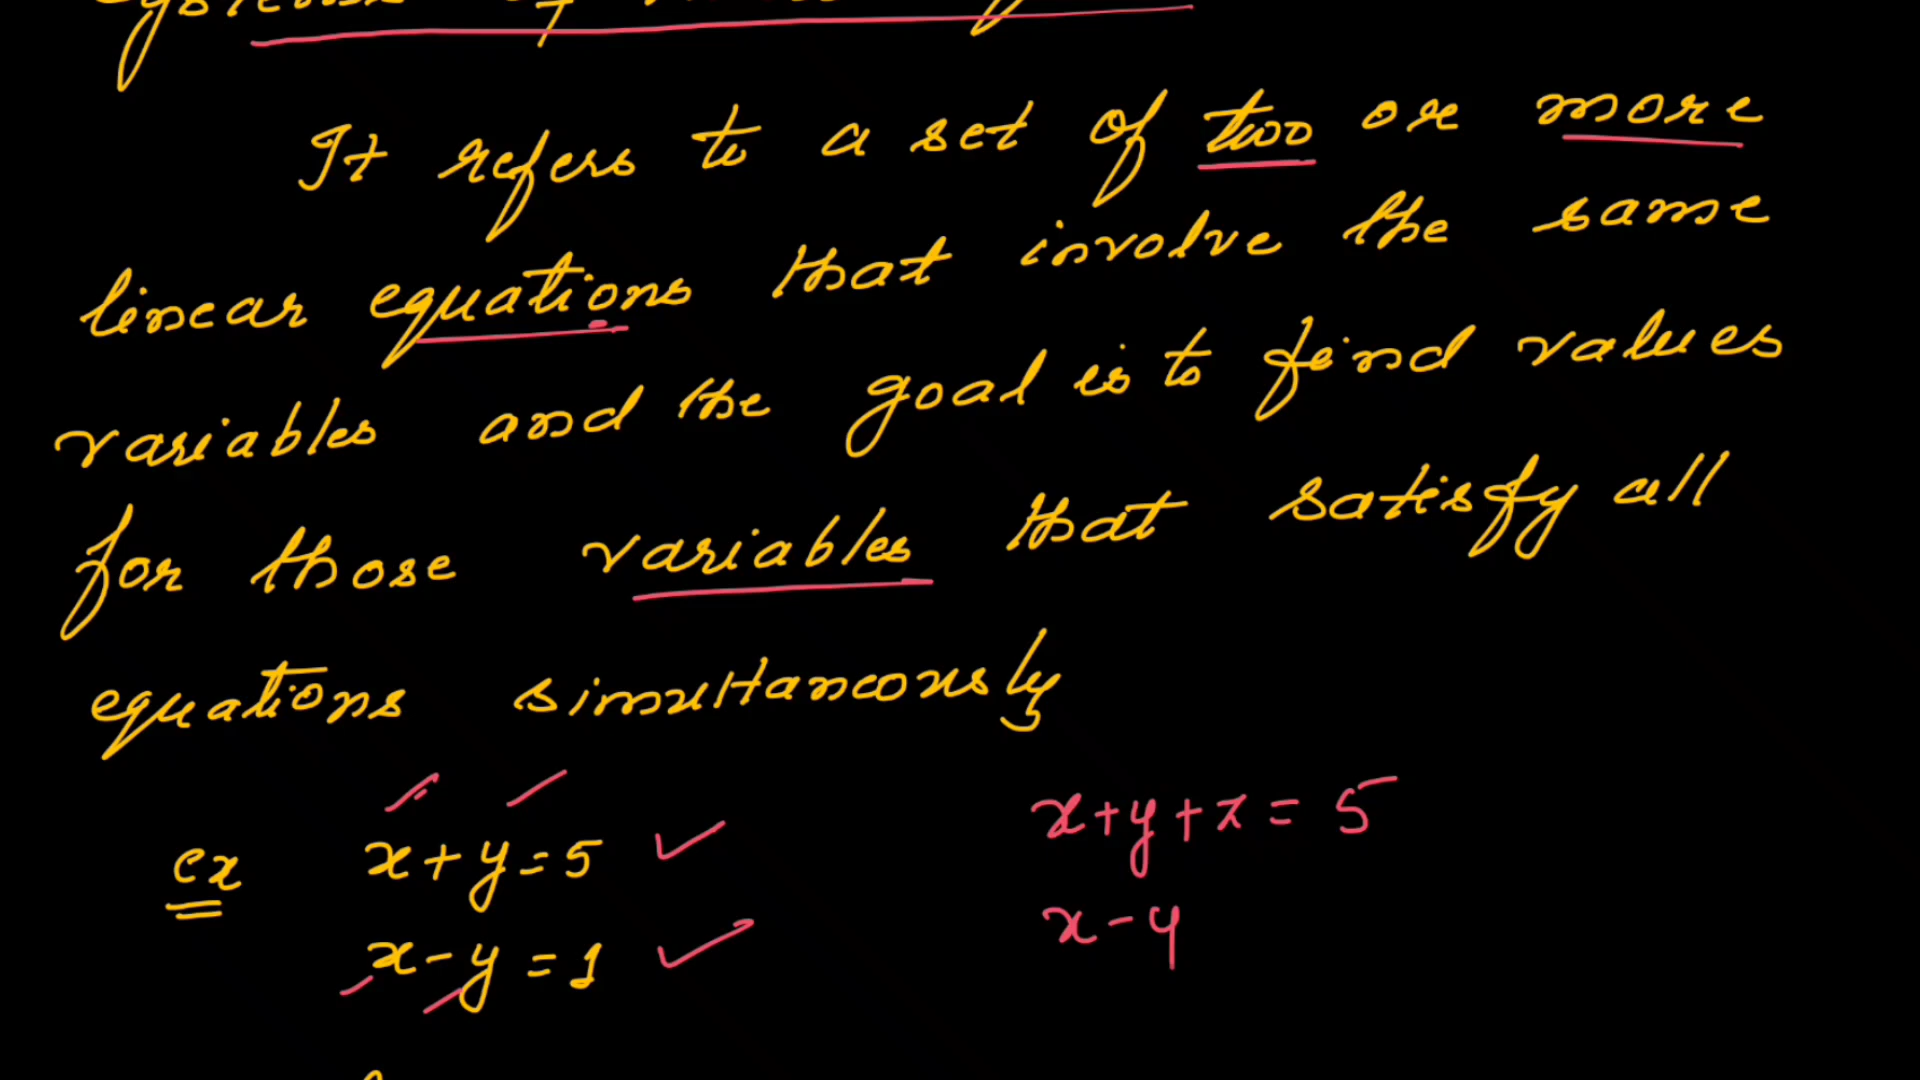 It refers to a set of two or more
linear equations that involve the same
variables and the goal is to find values
for those variables that satisfy all
equations simultaneously
ex x+y=5
x-y=1
x+y+z=5
x-y